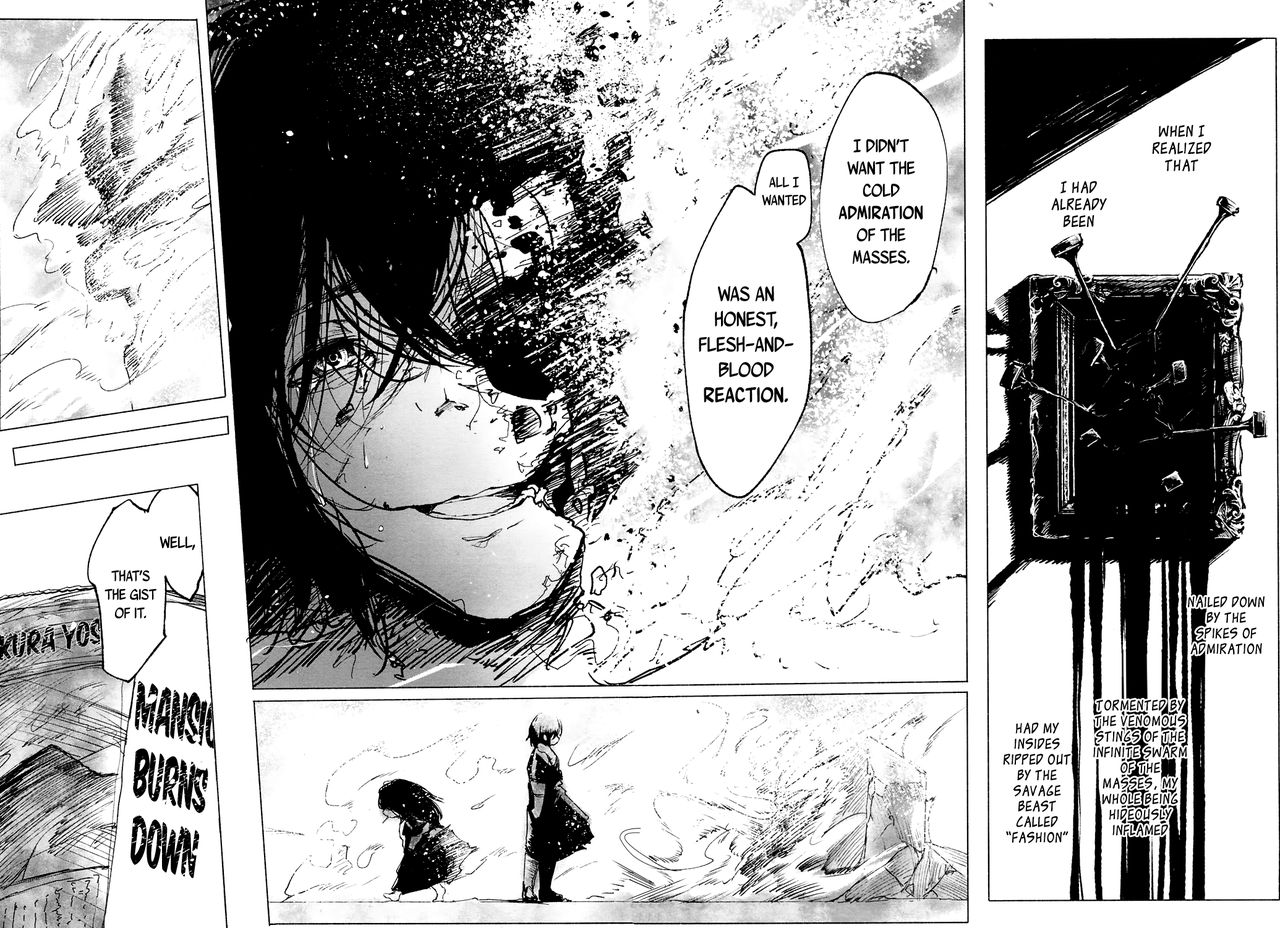 WHEN I
REALIZED
THAT
I HAD
ALREADY
BEEN
NAILED DOWN
BY THE
SPIKES OF
ADMIRATION
TORMENTED BY
THE VENOMOUS
STINGS OF THE
INFINITE SWARM
OF THE
MASSES, MY
WHOLE BEING
HIDEOUSLY
INFLAMED
HAD MY
INSIDES
RIPPED OUT
BY THE
SAVAGE
BEAST
CALLED
"FASHION"
I DIDN'T
WANT THE
COLD
ADMIRATION
OF THE
MASSES.
ALL I
WANTED
WAS AN
HONEST,
FLESH-AND-
BLOOD
REACTION.
WELL,
THAT'S
THE GIST
OF IT.
KURA YOS
MANSIO
BURNS
DOWN